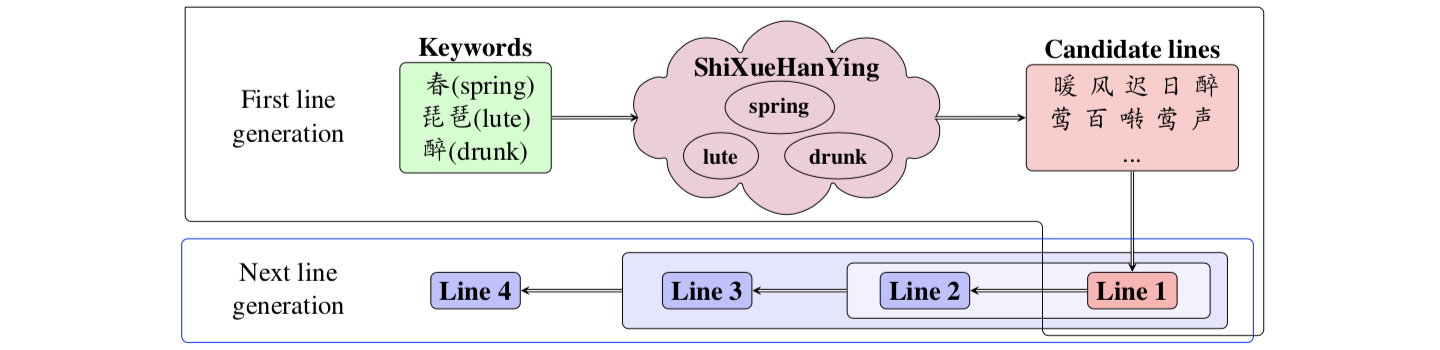 First line
generation
Keywords
春(spring)
琵琶(lute)
醉(drunk)
ShiXueHanYing
spring
lute
drunk
Candidate lines
暖 风 迟 日 醉
莺 百 啭 莺 声
...
Next line
generation
Line 4
Line 3
Line 2
Line 1